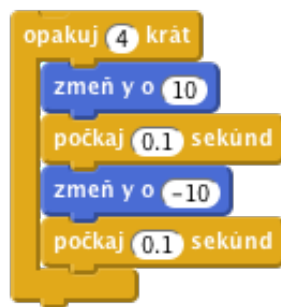 opakuj 4 krát
zmeň y o 10
počkaj 0.1 sekúnd
zmeň y o -10
počkaj 0.1 sekúnd